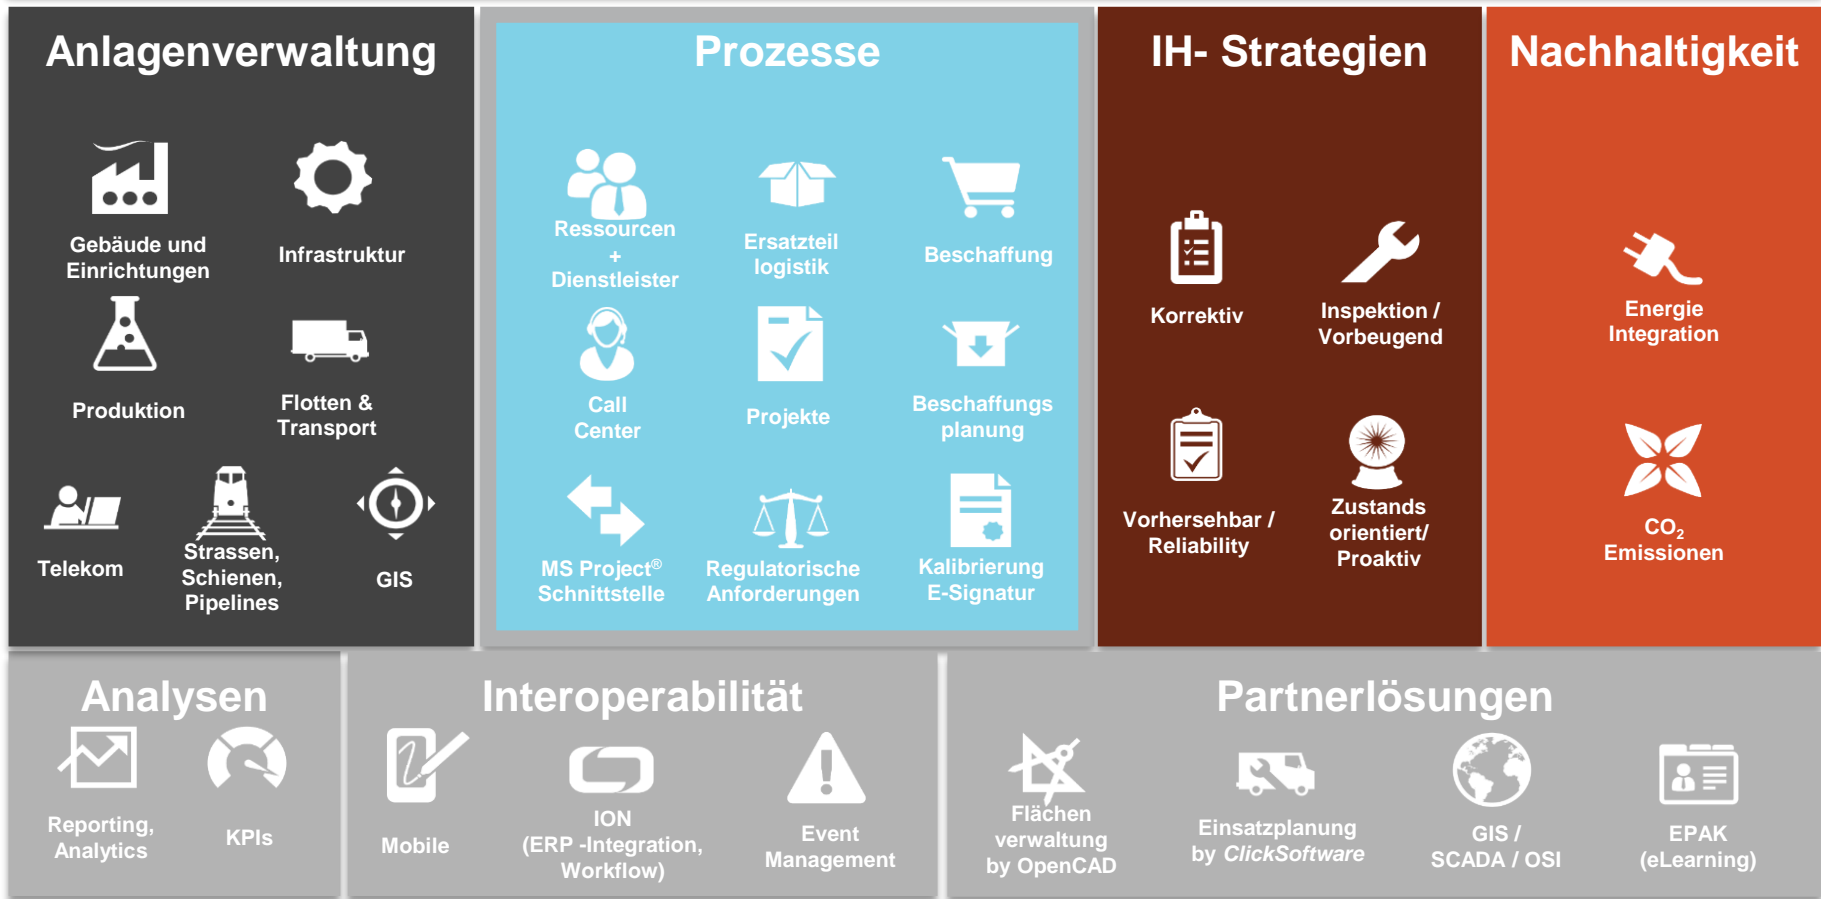 Anlagenverwaltung
Gebäude und
Einrichtungen
Infrastruktur
Produktion
Flotten &
Transport
Telekom
Strassen,
Schienen,
Pipelines
GIS
Prozesse
Ressourcen
+
Dienstleister
Ersatzteil
logistik
Beschaffung
Call
Center
Projekte
Beschaffungs
planung
MS Project®
Schnittstelle
Regulatorische
Anforderungen
Kalibrierung
E-Signatur
IH- Strategien
Korrektiv
Inspektion /
Vorbeugend
Vorhersehbar /
Reliability
Zustands
orientiert/
Proaktiv
Nachhaltigkeit
Energie
Integration
CO₂
Emissionen
Analysen
Reporting,
Analytics
KPIs
Interoperabilität
Mobile
ION
(ERP -Integration,
Workflow)
Event
Management
Partnerlösungen
Flächen
verwaltung
by OpenCAD
Einsatzplanung
by ClickSoftware
GIS /
SCADA / OSI
EPAK
(eLearning)